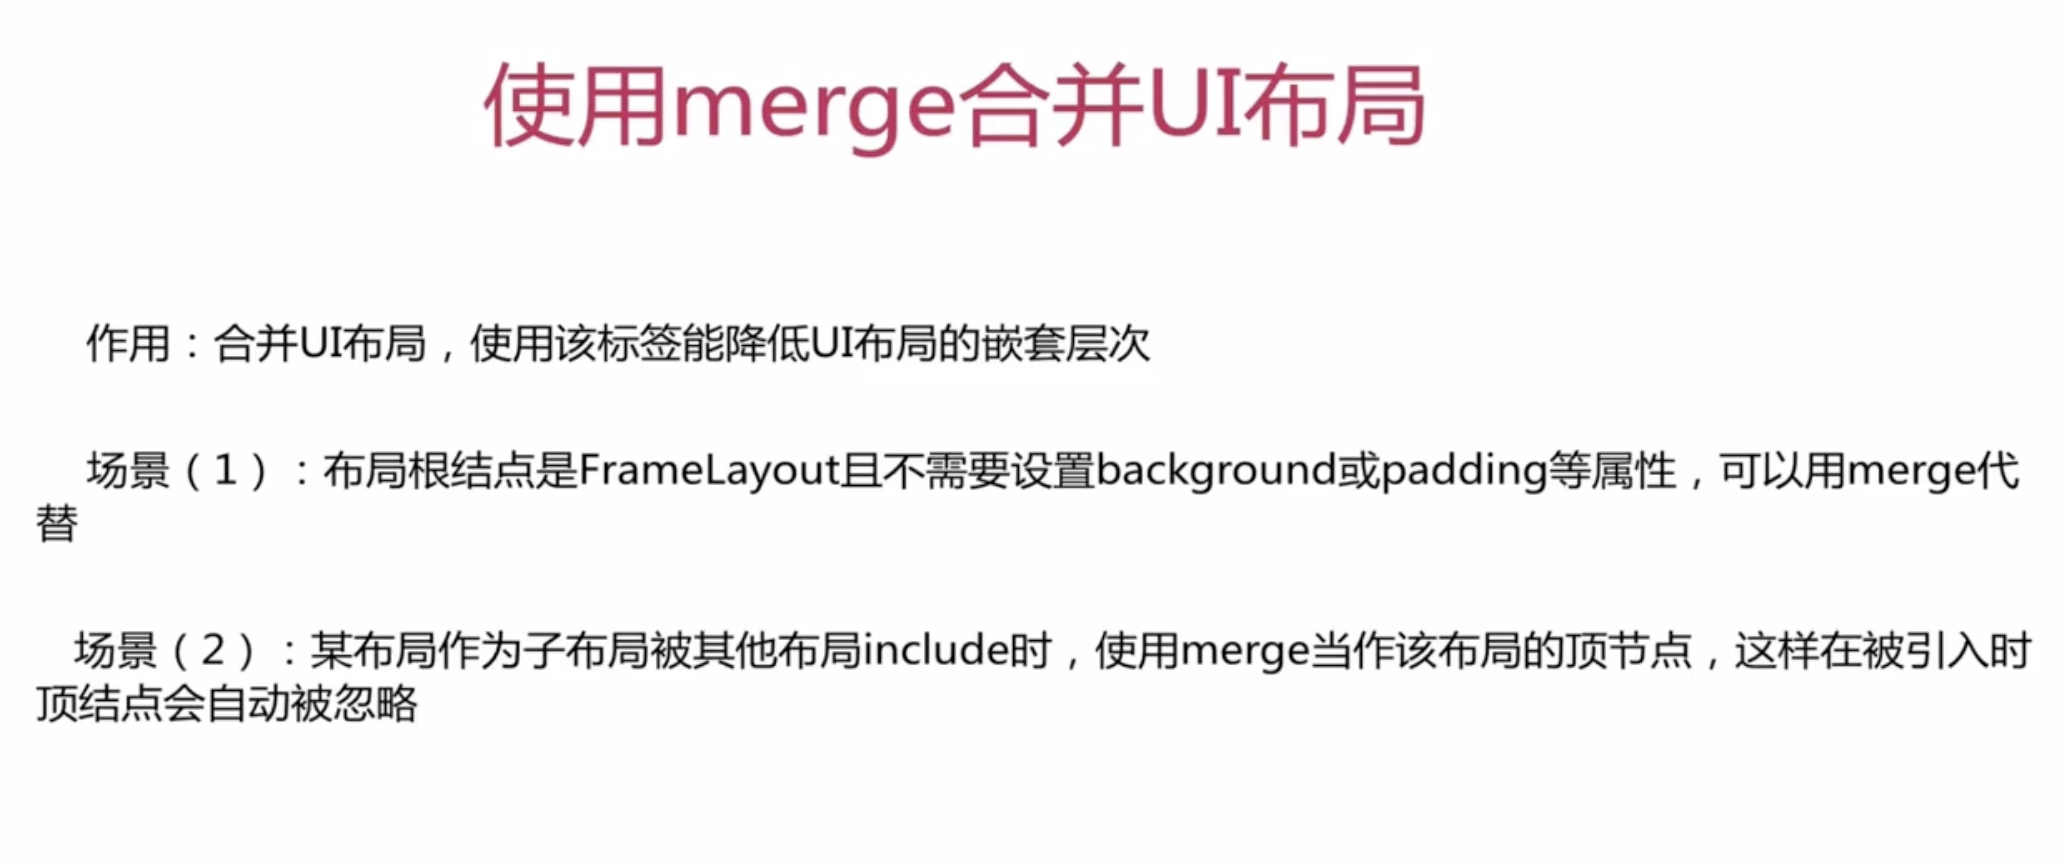 使用merge合并UI布局
作用：合并UI布局，使用该标签能降低UI布局的嵌套层次
场景（1）：布局根结点是FrameLayout且不需要设置background或padding等属性，可以用merge代
替
场景（2）：某布局作为子布局被其他布局include时，使用merge当作该布局的顶节点，这样在被引入时
顶结点会自动被忽略